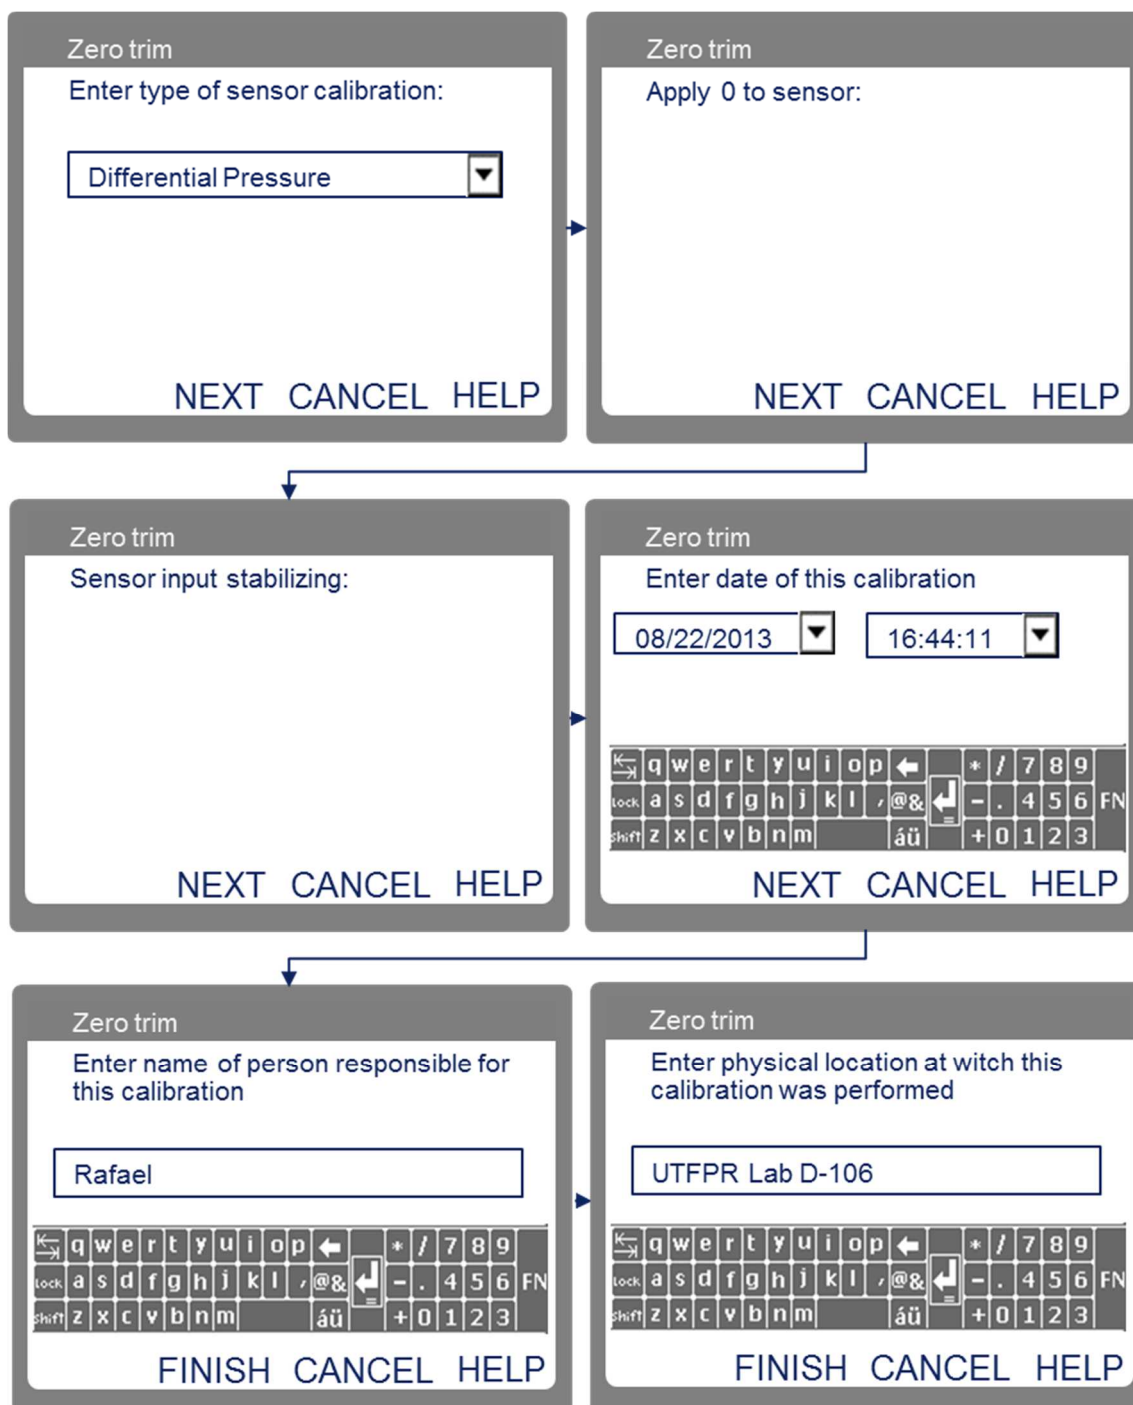 Zero trim
Enter type of sensor calibration:
Differential Pressure
NEXT CANCEL HELP
Zero trim
Apply 0 to sensor:
NEXT CANCEL HELP
Zero trim
Sensor input stabilizing:
NEXT CANCEL HELP
Zero trim
Enter date of this calibration
08/22/2013 16:44:11
q w e r t y u i o p * / 7 8 9
lock a s d f g h j k l , @& - . 4 5 6 FN
shift z x c v b n m áü = + 0 1 2 3
NEXT CANCEL HELP
Zero trim
Enter name of person responsible for
this calibration
Rafael
q w e r t y u i o p * / 7 8 9
lock a s d f g h j k l , @& - . 4 5 6 FN
shift z x c v b n m áü = + 0 1 2 3
FINISH CANCEL HELP
Zero trim
Enter physical location at witch this
calibration was performed
UTFPR Lab D-106
q w e r t y u i o p * / 7 8 9
lock a s d f g h j k l , @& - . 4 5 6 FN
shift z x c v b n m áü = + 0 1 2 3
FINISH CANCEL HELP